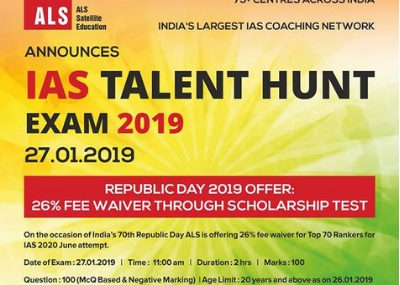 ALS
ALS
Satellite
Education
75+ CENTRES ACROSS INDIA
INDIA'S LARGEST IAS COACHING NETWORK
ANNOUNCES
IAS TALENT HUNT
EXAM 2019
27.01.2019
REPUBLIC DAY 2019 OFFER:
26% FEE WAIVER THROUGH SCHOLARSHIP TEST
On the occasion of India's 70th Republic Day ALS is offering 26% fee waiver for Top 70 Rankers for
IAS 2020 June attempt.
Date of Exam : 27.01.2019 | Time : 11:00 am | Duration : 2 hrs | Marks : 100
Question : 100 (McQ Based & Negative Marking) | Age Limit : 20 years and above as on 26.01.2019